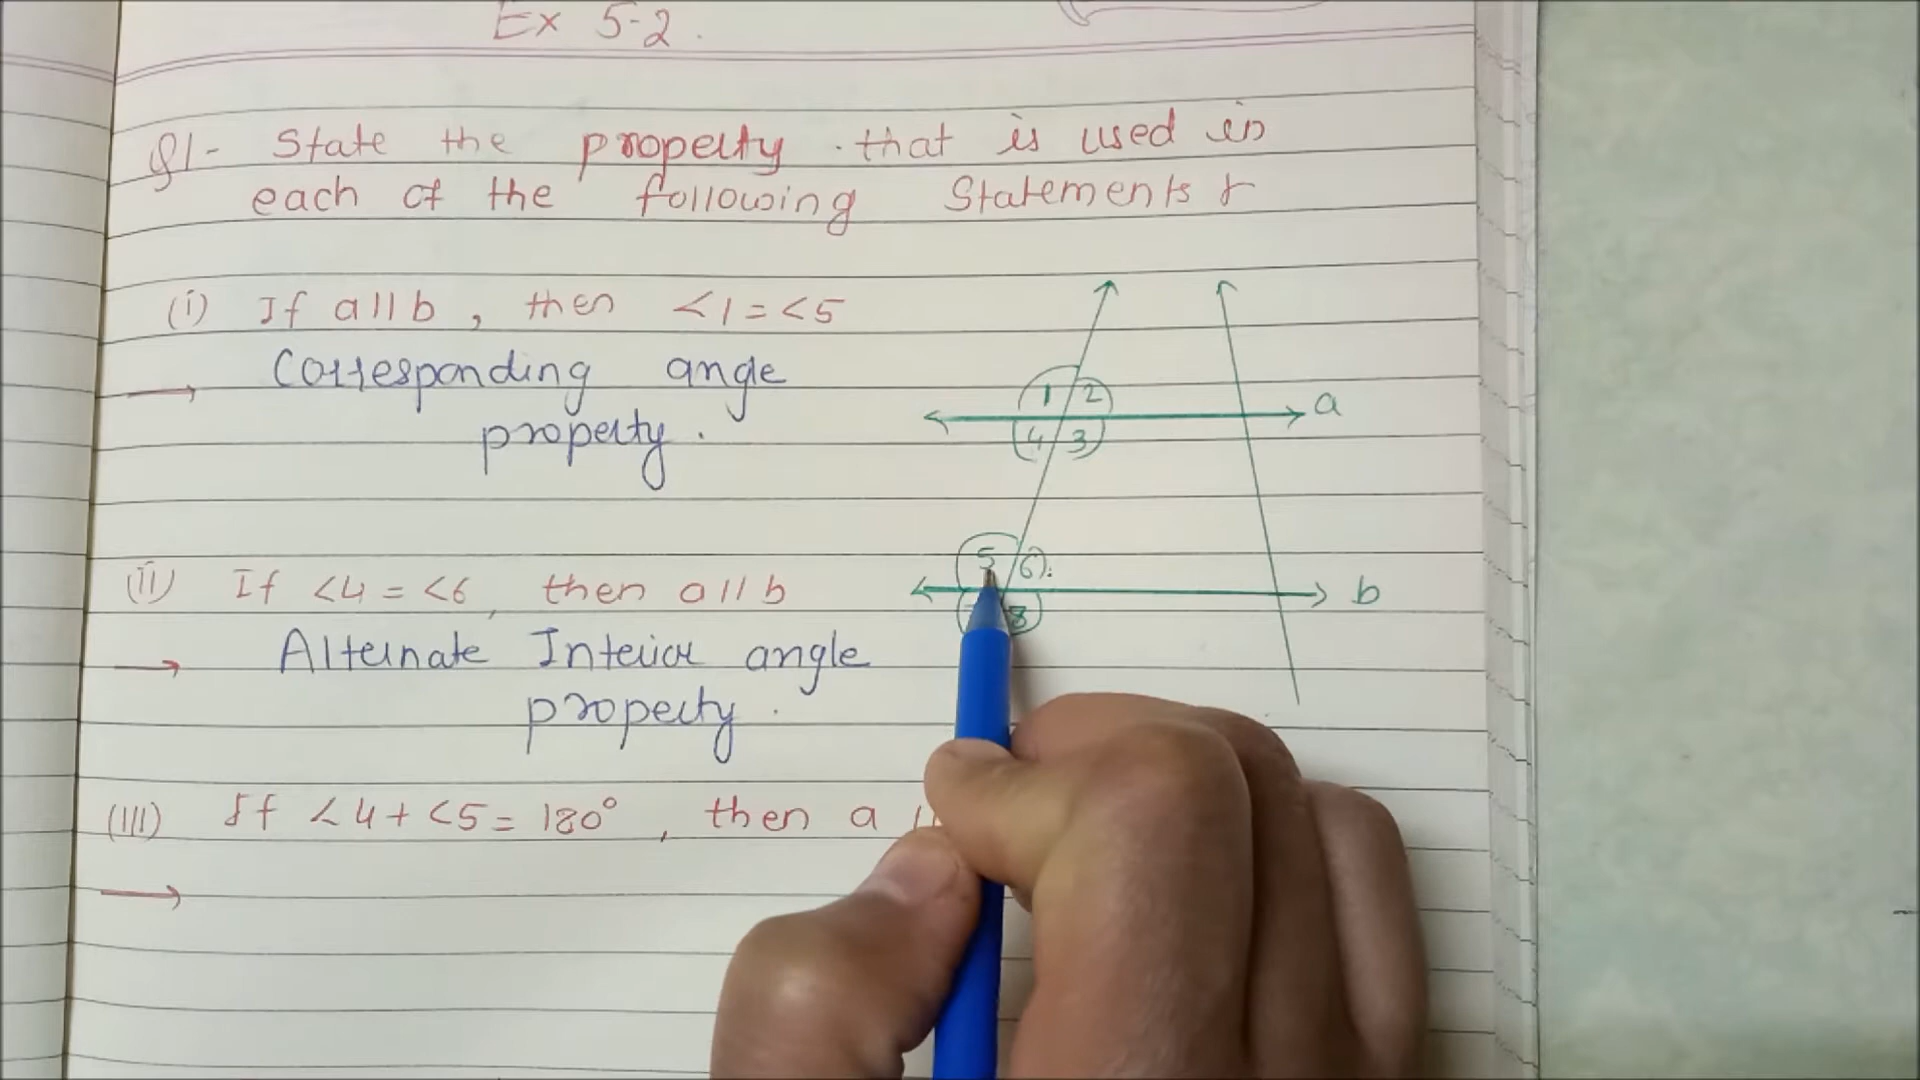 Ex 5-2.
Q1- State the property that is used in
each of the following Statements
(i) If a||b, then <1=<5
→ Corresponding angle
property.
1 2 a
4 3
5 6
b
8
(ii) If <4=<6, then a||b
→ Alternate Interior angle
property.
(iii) If <4+<5=180°, then a
→